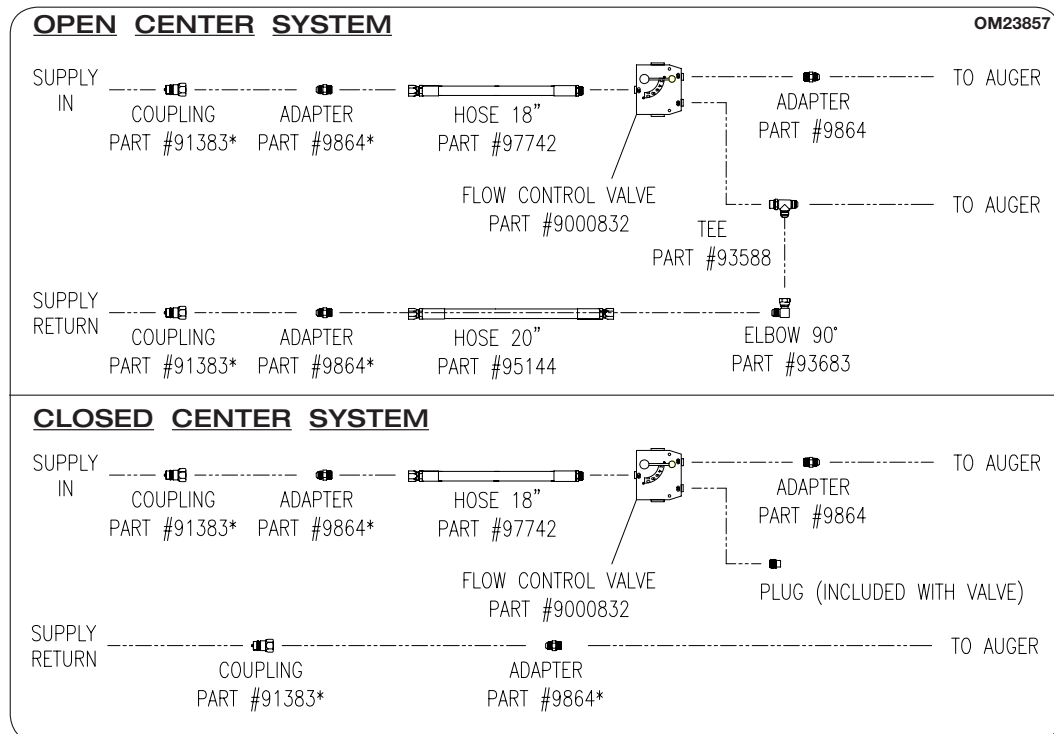 OPEN CENTER SYSTEM
OM23857
SUPPLY
IN
COUPLING
PART #91383*
ADAPTER
PART #9864*
HOSE 18”
PART #97742
FLOW CONTROL VALVE
PART #9000832
ADAPTER
PART #9864
TO AUGER
TEE
PART #93588
TO AUGER
SUPPLY
RETURN
COUPLING
PART #91383*
ADAPTER
PART #9864*
HOSE 20”
PART #95144
ELBOW 90°
PART #93683
CLOSED CENTER SYSTEM
SUPPLY
IN
COUPLING
PART #91383*
ADAPTER
PART #9864*
HOSE 18”
PART #97742
FLOW CONTROL VALVE
PART #9000832
ADAPTER
PART #9864
TO AUGER
PLUG (INCLUDED WITH VALVE)
SUPPLY
RETURN
COUPLING
PART #91383*
ADAPTER
PART #9864*
TO AUGER